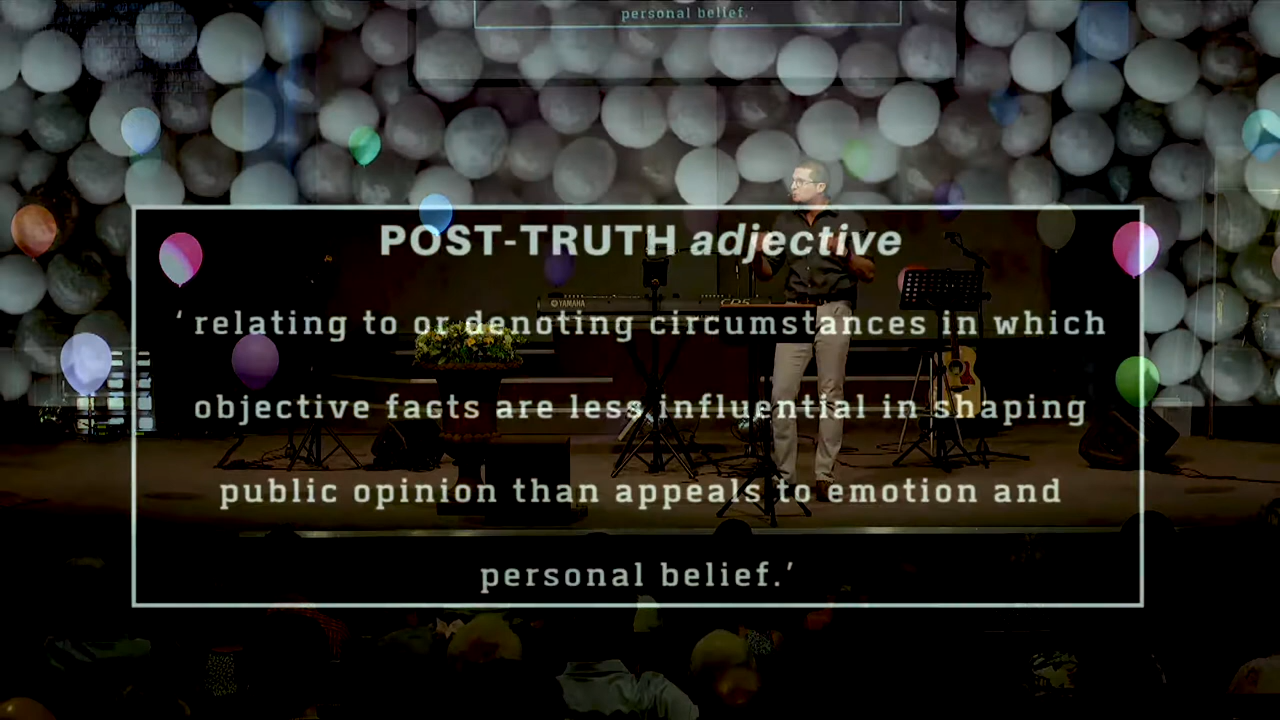 personal belief.'
POST-TRUTH adjective
' relating to or denoting circumstances in which
YAMAHA
CP5
objective facts are less influential in shaping
public opinion than appeals to emotion and
personal belief.'